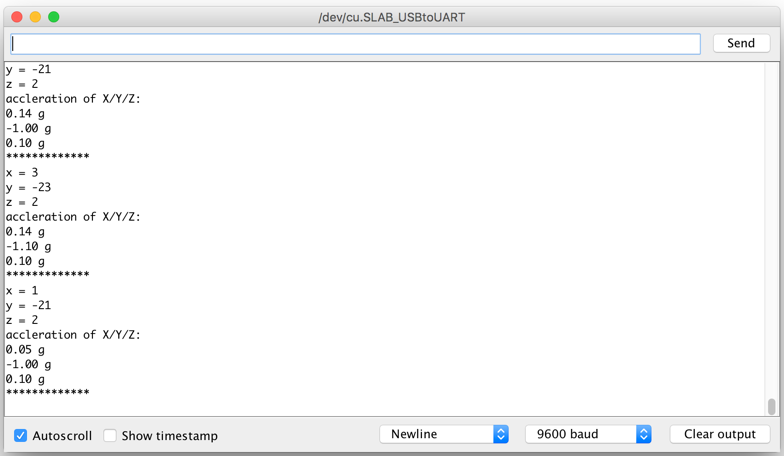 /dev/cu.SLAB_USBtoUART
Send
y = -21
z = 2
accleration of X/Y/Z:
0.14 g
-1.00 g
0.10 g
*************
x = 3
y = -23
z = 2
accleration of X/Y/Z:
0.14 g
-1.10 g
0.10 g
*************
x = 1
y = -21
z = 2
accleration of X/Y/Z:
0.05 g
-1.00 g
0.10 g
*************
Autoscroll Show timestamp Newline 9600 baud Clear output